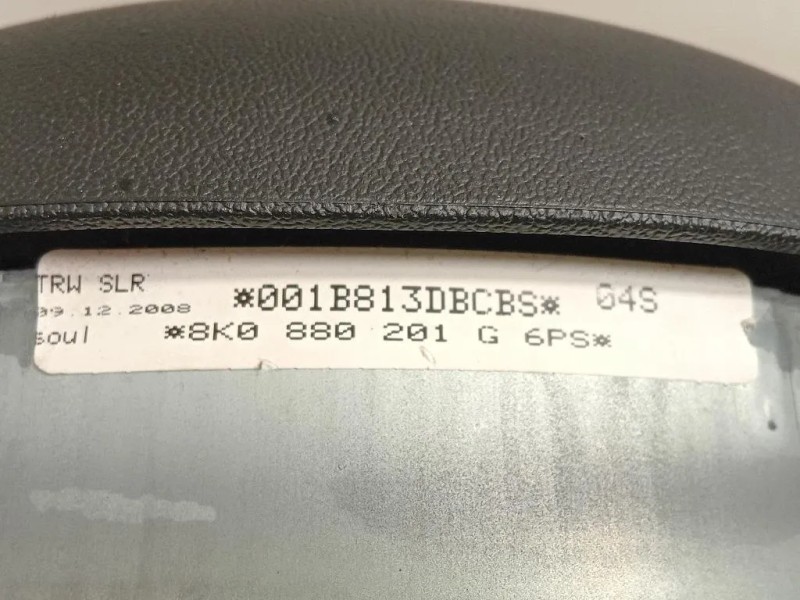 TRW SLR
09.12.2008 *001B813DBCBS* 04S
soul *8K0 880 201 G 6PS*